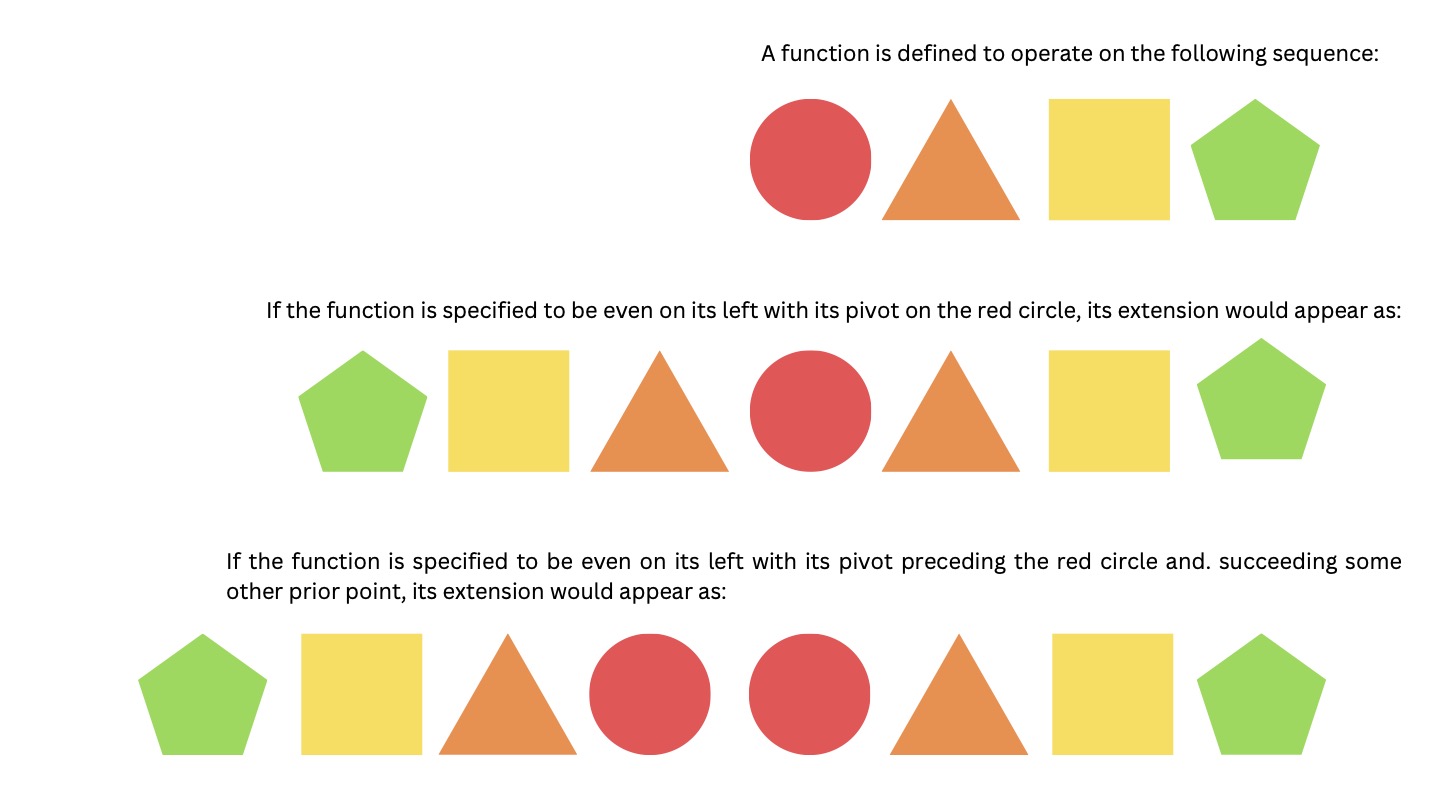 A function is defined to operate on the following sequence:
If the function is specified to be even on its left with its pivot on the red circle, its extension would appear as:
If the function is specified to be even on its left with its pivot preceding the red circle and. succeeding some
other prior point, its extension would appear as: